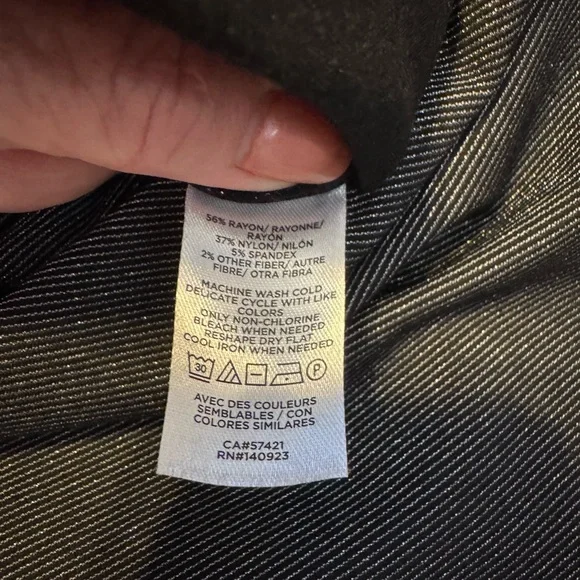 56% RAYON/ RAYONNE/
RAYÓN
37% NYLON/ NILÓN
5% SPANDEX
2% OTHER FIBER/ AUTRE
FIBRE/ OTRA FIBRA
MACHINE WASH COLD
DELICATE CYCLE WITH LIKE
COLORS
ONLY NON-CHLORINE
BLEACH WHEN NEEDED
RESHAPE DRY FLAT
COOL IRON WHEN NEEDED
30 P
AVEC DES COULEURS
SEMBLABLES / CON
COLORES SIMILARES
CA#57421
RN#140923